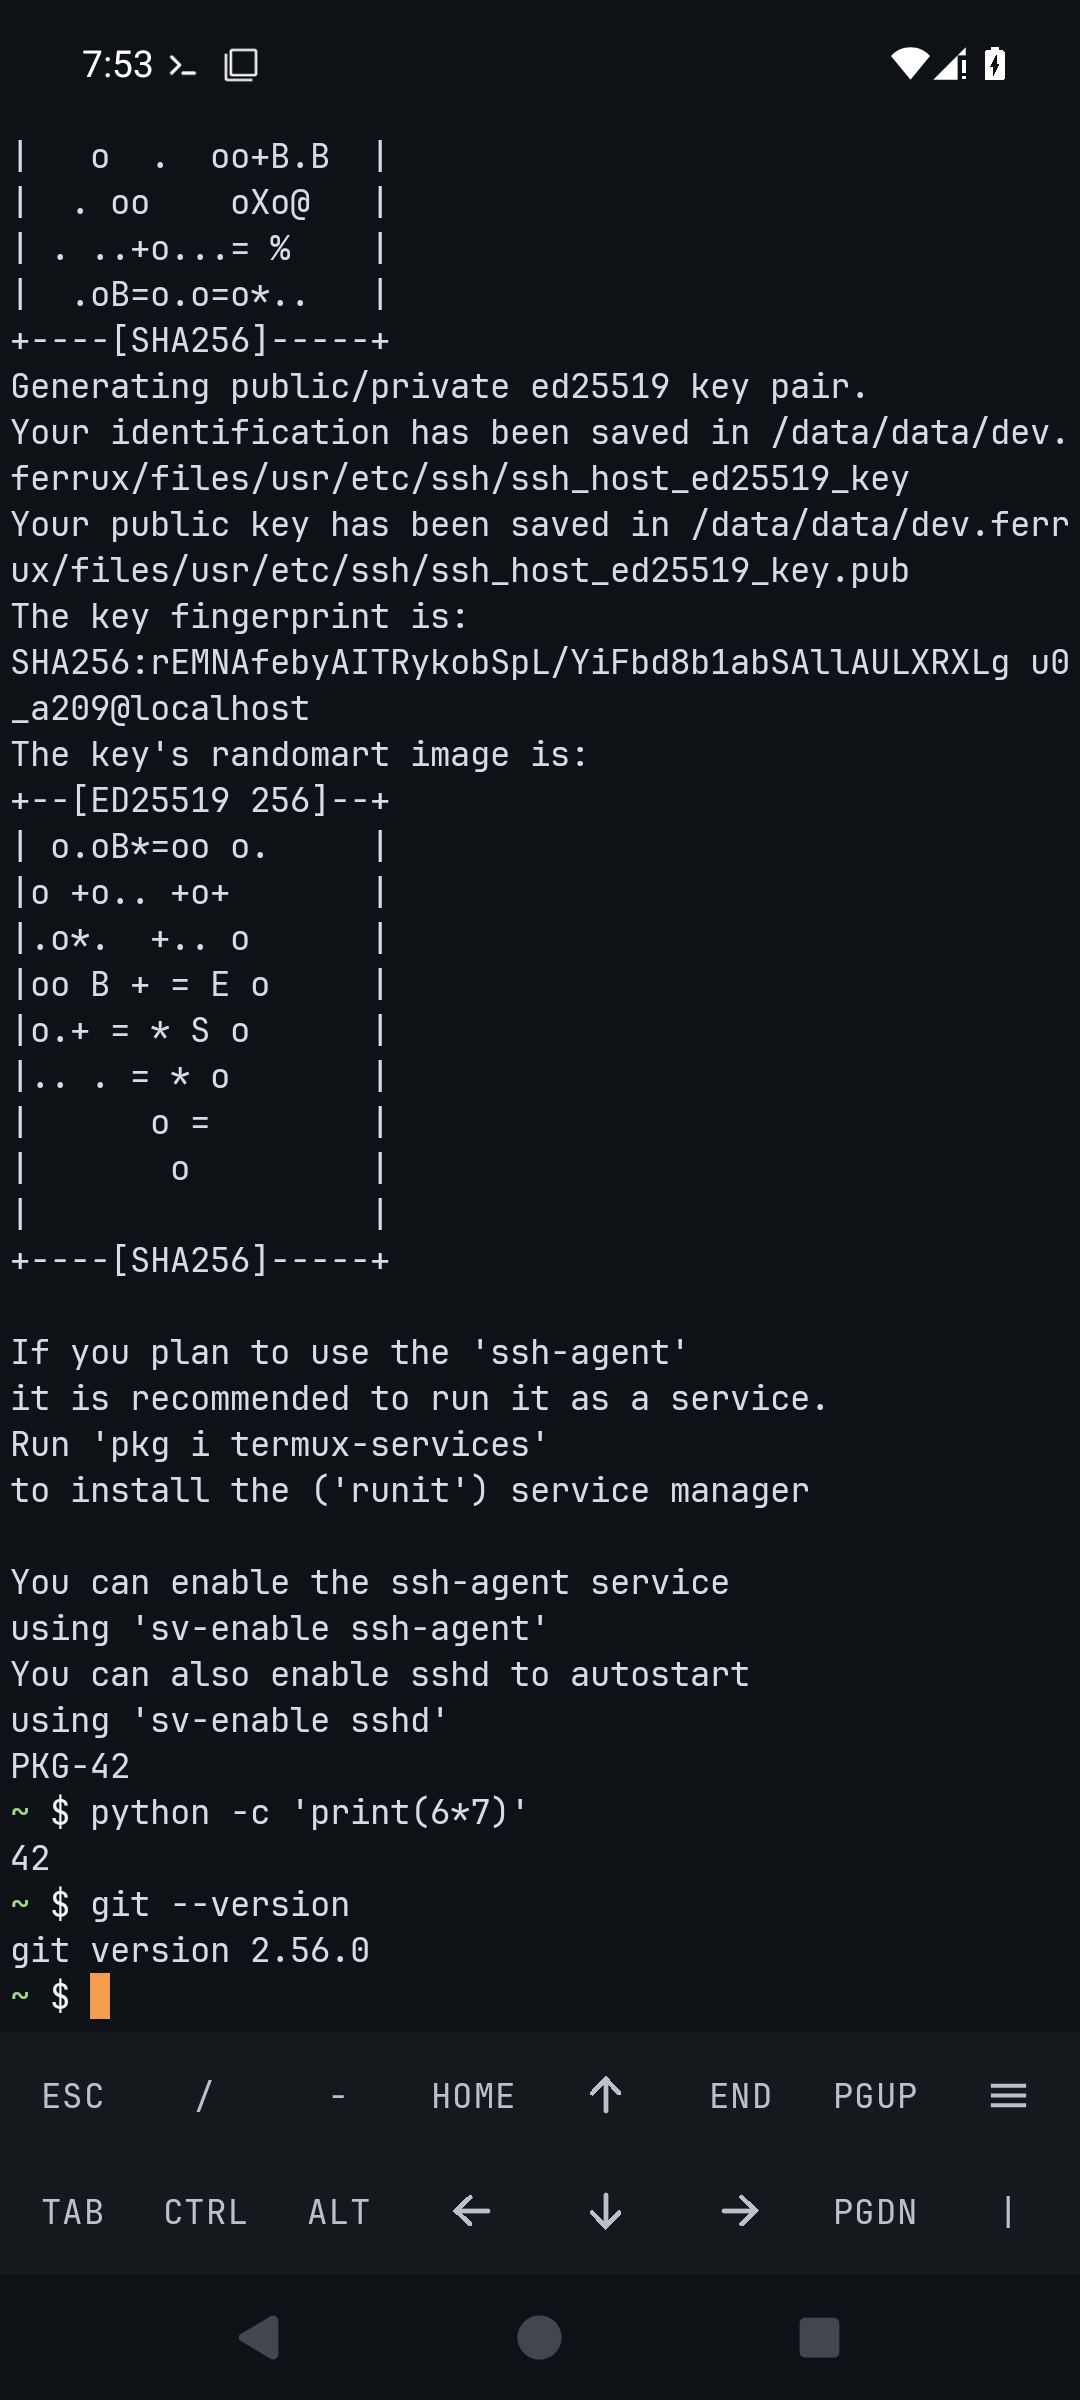 7:53
|   o  .  oo+B.B  |
|  . oo    oXo@   |
| . ..+o...= %    |
|  .oB=o.o=o*..   |
+----[SHA256]-----+
Generating public/private ed25519 key pair.
Your identification has been saved in /data/data/dev.
ferrux/files/usr/etc/ssh/ssh_host_ed25519_key
Your public key has been saved in /data/data/dev.ferr
ux/files/usr/etc/ssh/ssh_host_ed25519_key.pub
The key fingerprint is:
SHA256:rEMNAfebyAITRykobSpL/YiFbd8b1abSAllAULXRXLg u0
_a209@localhost
The key's randomart image is:
+--[ED25519 256]--+
| o.oB*=oo o.     |
|o +o.. +o+       |
|.o*.  +.. o      |
|oo B + = E o     |
|o.+ = * S o      |
|.. . = * o       |
|      o =        |
|       o         |
|                 |
+----[SHA256]-----+
If you plan to use the 'ssh-agent'
it is recommended to run it as a service.
Run 'pkg i termux-services'
to install the ('runit') service manager
You can enable the ssh-agent service
using 'sv-enable ssh-agent'
You can also enable sshd to autostart
using 'sv-enable sshd'
PKG-42
~ $ python -c 'print(6*7)'
42
~ $ git --version
git version 2.56.0
~ $
ESC / - HOME ↑ END PGUP ☰
TAB CTRL ALT ← ↓ → PGDN |